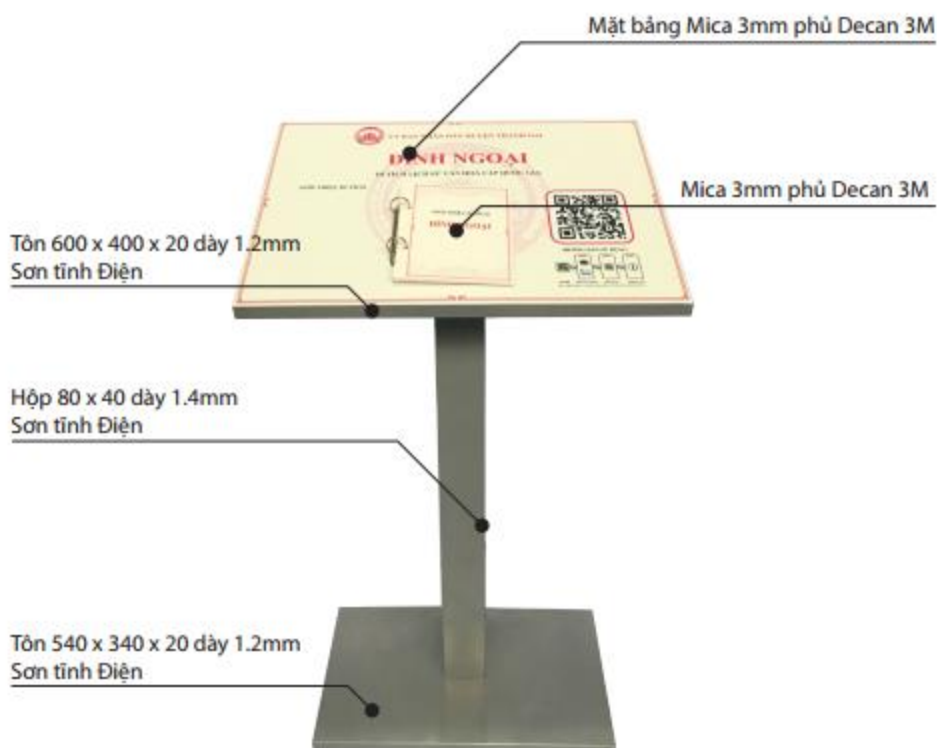 Mặt bảng Mica 3mm phủ Decan 3M
ĐÌNH NGOẠI
Mica 3mm phủ Decan 3M
ĐÌNH NGOẠI
Tôn 600 x 400 x 20 dày 1.2mm
Sơn tĩnh Điện
Hộp 80 x 40 dày 1.4mm
Sơn tĩnh Điện
Tôn 540 x 340 x 20 dày 1.2mm
Sơn tĩnh Điện